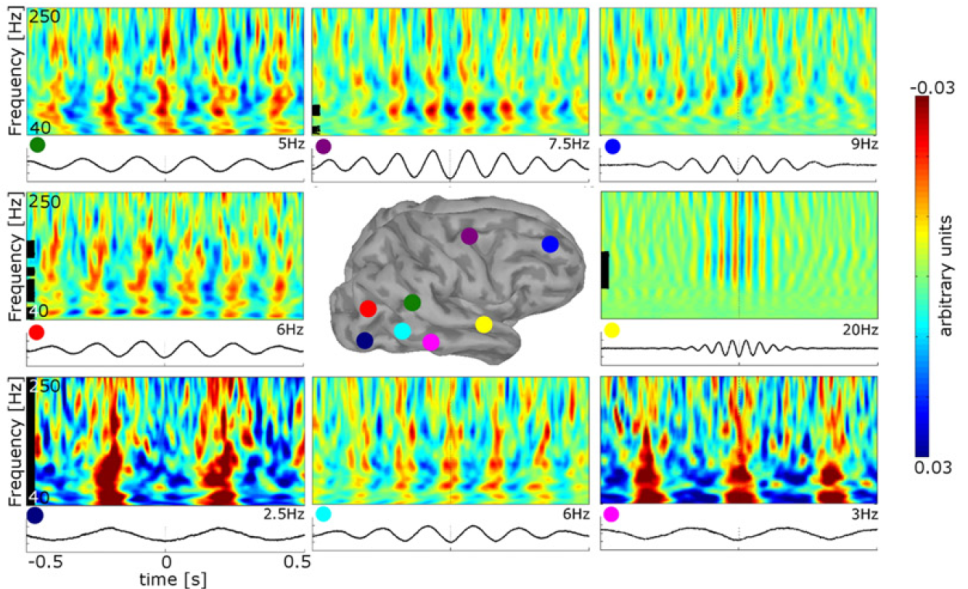 Frequency [Hz]
250
40
5Hz
7.5Hz
9Hz
-0.03
arbitrary units
0.03
Frequency [Hz]
250
40
6Hz
20Hz
Frequency [Hz]
250
40
2.5Hz
6Hz
3Hz
-0.5
0
0.5
time [s]